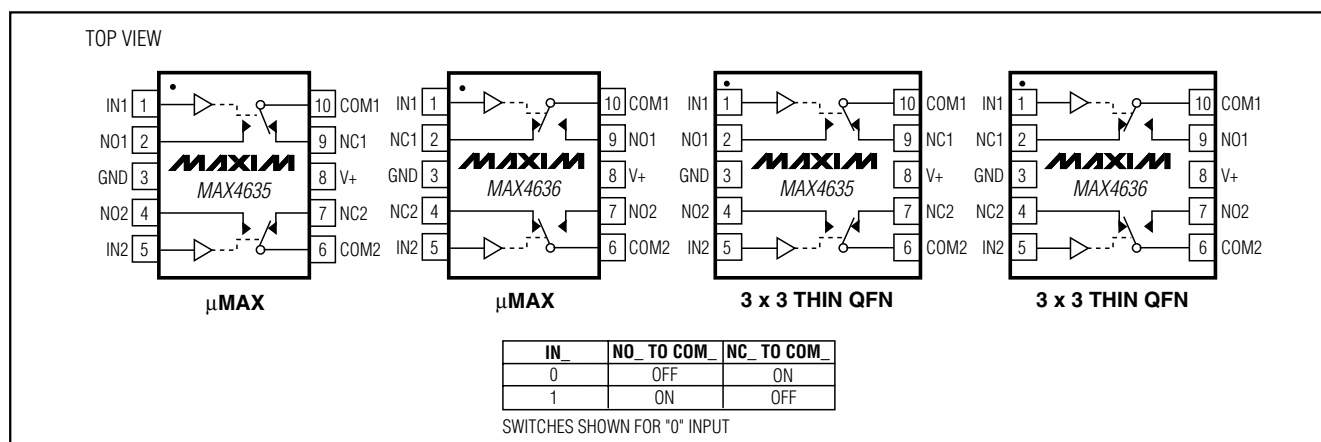 TOP VIEW
IN1 1 10 COM1
NO1 2 9 NC1
GND 3 8 V+
NO2 4 7 NC2
IN2 5 6 COM2
MAXIM
MAX4635
µMAX
IN1 1 10 COM1
NC1 2 9 NO1
GND 3 8 V+
NC2 4 7 NO2
IN2 5 6 COM2
MAXIM
MAX4636
µMAX
IN1 1 10 COM1
NO1 2 9 NC1
GND 3 8 V+
NO2 4 7 NC2
IN2 5 6 COM2
MAXIM
MAX4635
3 x 3 THIN QFN
IN1 1 10 COM1
NC1 2 9 NO1
GND 3 8 V+
NC2 4 7 NO2
IN2 5 6 COM2
MAXIM
MAX4636
3 x 3 THIN QFN
IN_ NO_ TO COM_ NC_ TO COM_
0 OFF ON
1 ON OFF
SWITCHES SHOWN FOR "0" INPUT